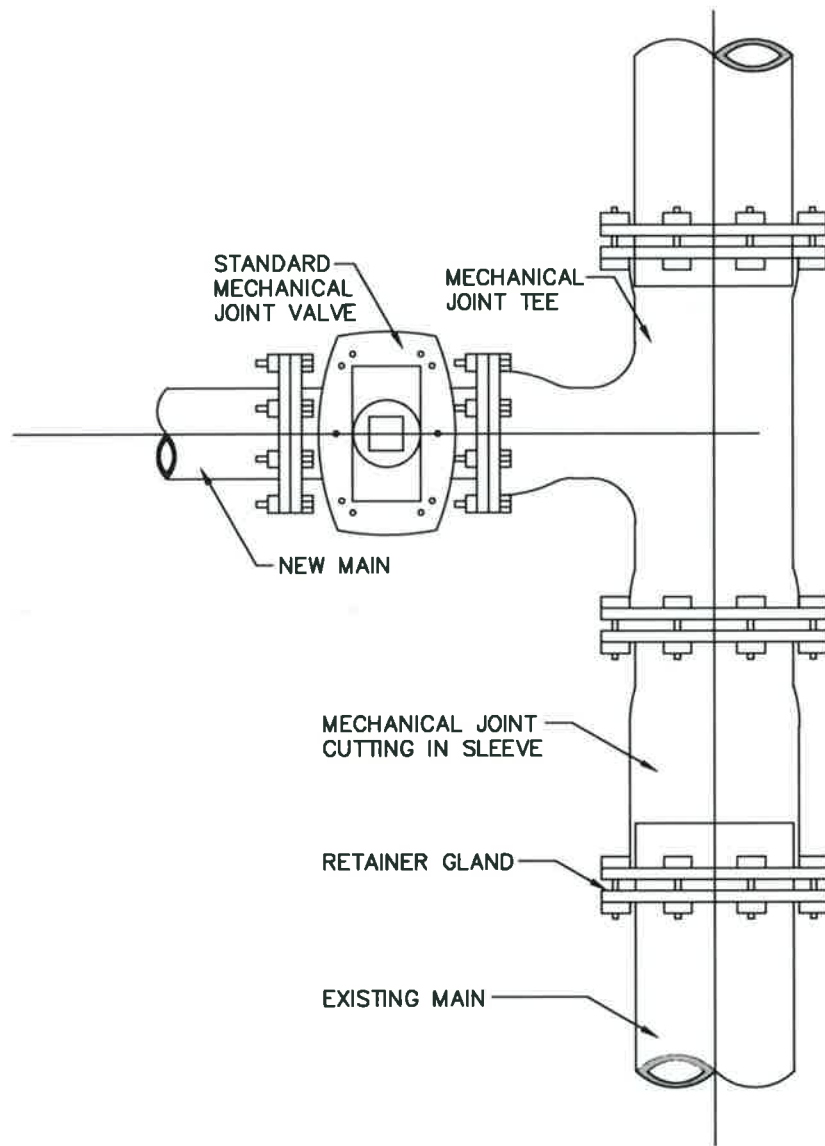 STANDARD
MECHANICAL
JOINT VALVE
MECHANICAL
JOINT TEE
NEW MAIN
MECHANICAL JOINT
CUTTING IN SLEEVE
RETAINER GLAND
EXISTING MAIN